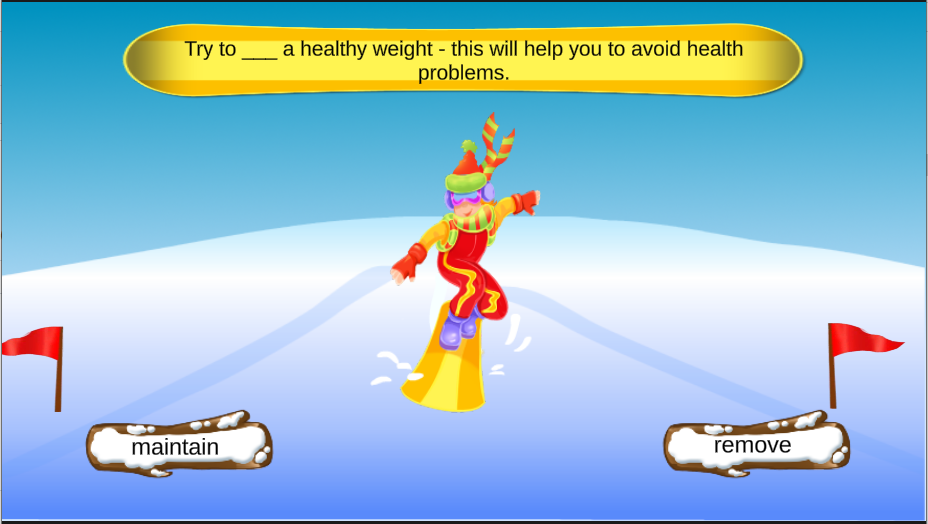 Try to ___ a healthy weight - this will help you to avoid health
problems.
maintain
remove